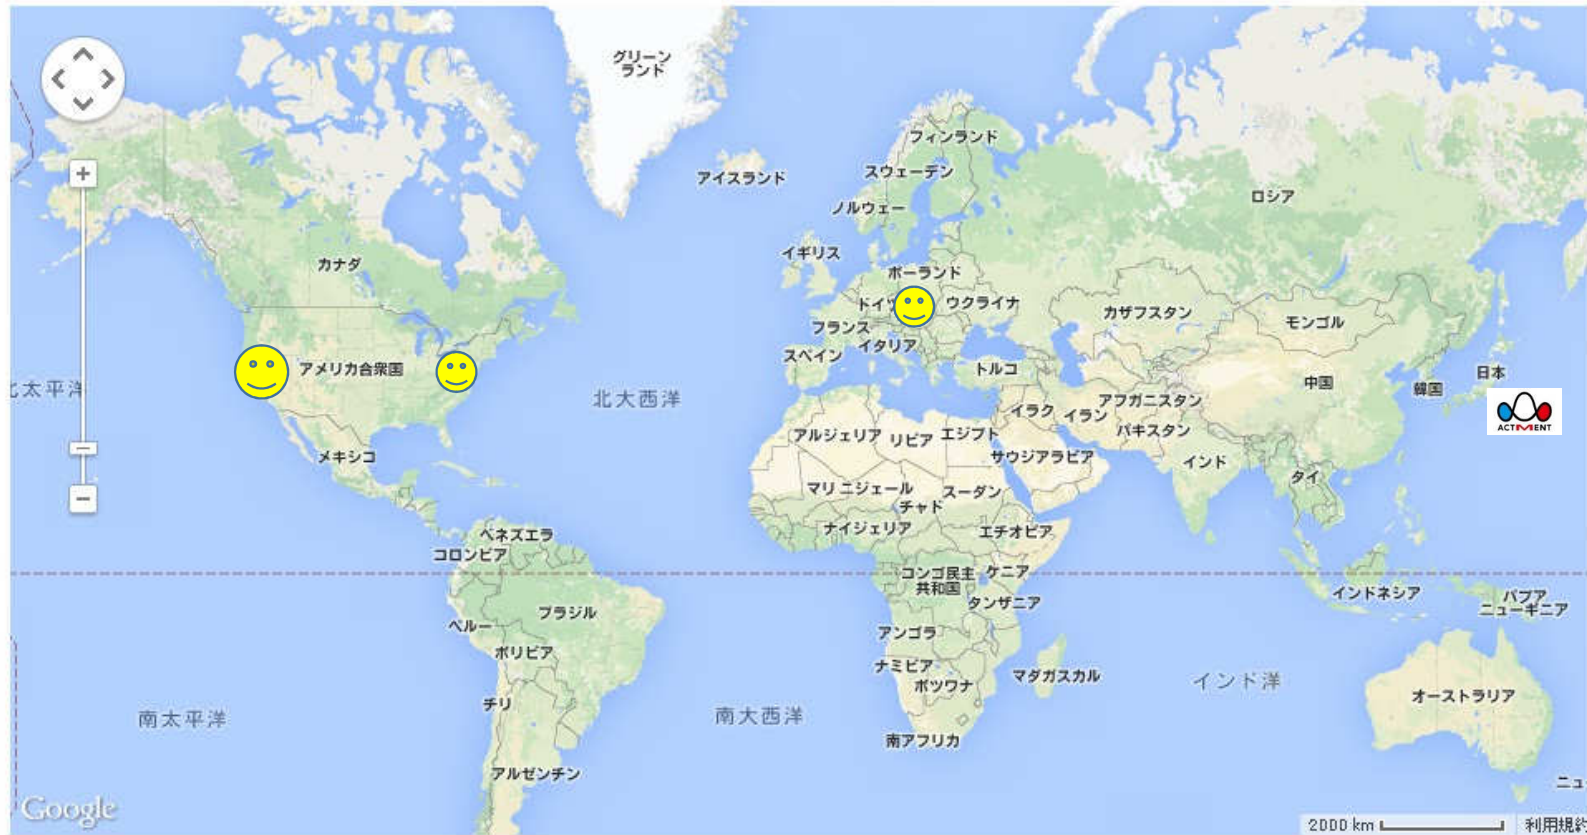 グリーン
ランド
フィンランド
アイスランド
スウェーデン
ロシア
ノルウェー
イギリス
カナダ
ポーランド
ドイツ
ウクライナ
カザフスタン
モンゴル
フランス
スペイン
イタリア
アメリカ合衆国
トルコ
日本
中国
韓国
北太平洋
北大西洋
アフガニスタン
イラク
イラン
パキスタン
ACTMENT
アルジェリア
リビア
エジプト
サウジアラビア
インド
メキシコ
タイ
マリ
ニジェール
スーダン
チャド
ナイジェリア
エチオピア
ベネズエラ
コロンビア
コンゴ民主
共和国
ケニア
タンザニア
インドネシア
パプア
ニューギニア
ブラジル
ペルー
アンゴラ
ボリビア
ナミビア
ボツワナ
マダガスカル
インド洋
オーストラリア
チリ
南太平洋
南大西洋
南アフリカ
アルゼンチン
ニュ
Google
2000 km
利用規約